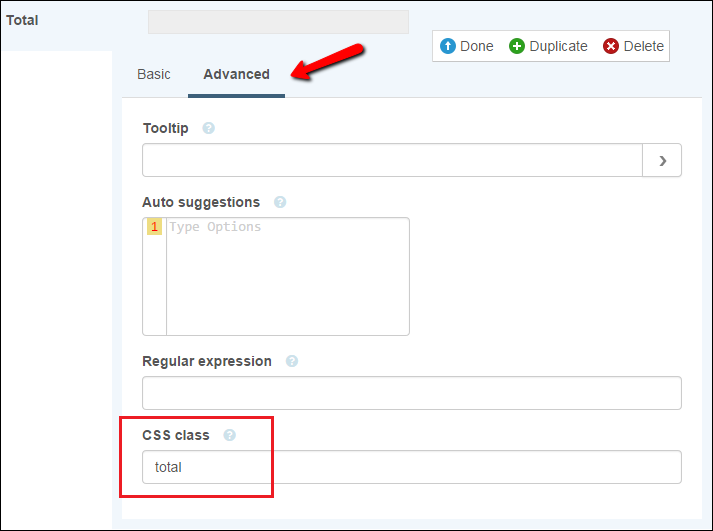 Total
Done Duplicate Delete
Basic Advanced
Tooltip ?
Auto suggestions ?
1 Type Options
Regular expression ?
CSS class ?
total